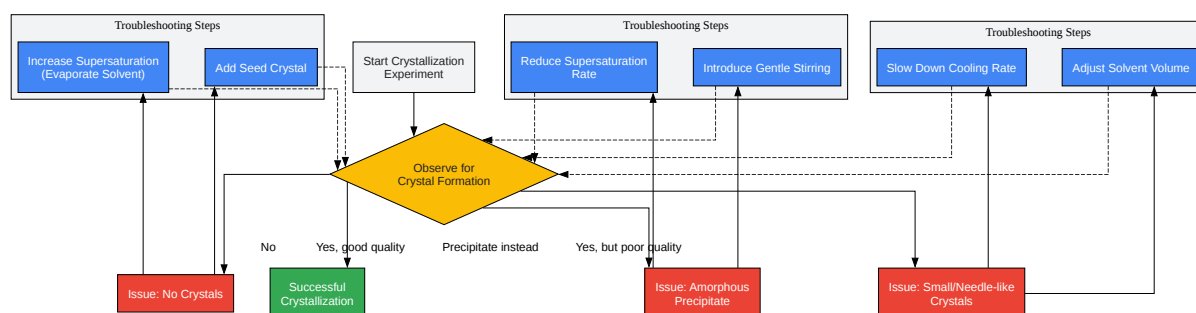 Troubleshooting Steps
Increase Supersaturation
(Evaporate Solvent)
Add Seed Crystal
Start Crystallization
Experiment
Troubleshooting Steps
Reduce Supersaturation
Rate
Introduce Gentle Stirring
Troubleshooting Steps
Slow Down Cooling Rate
Adjust Solvent Volume
Observe for
Crystal Formation
No
Yes, good quality
Precipitate instead
Yes, but poor quality
Issue: No Crystals
Successful
Crystallization
Issue: Amorphous
Precipitate
Issue: Small/Needle-like
Crystals